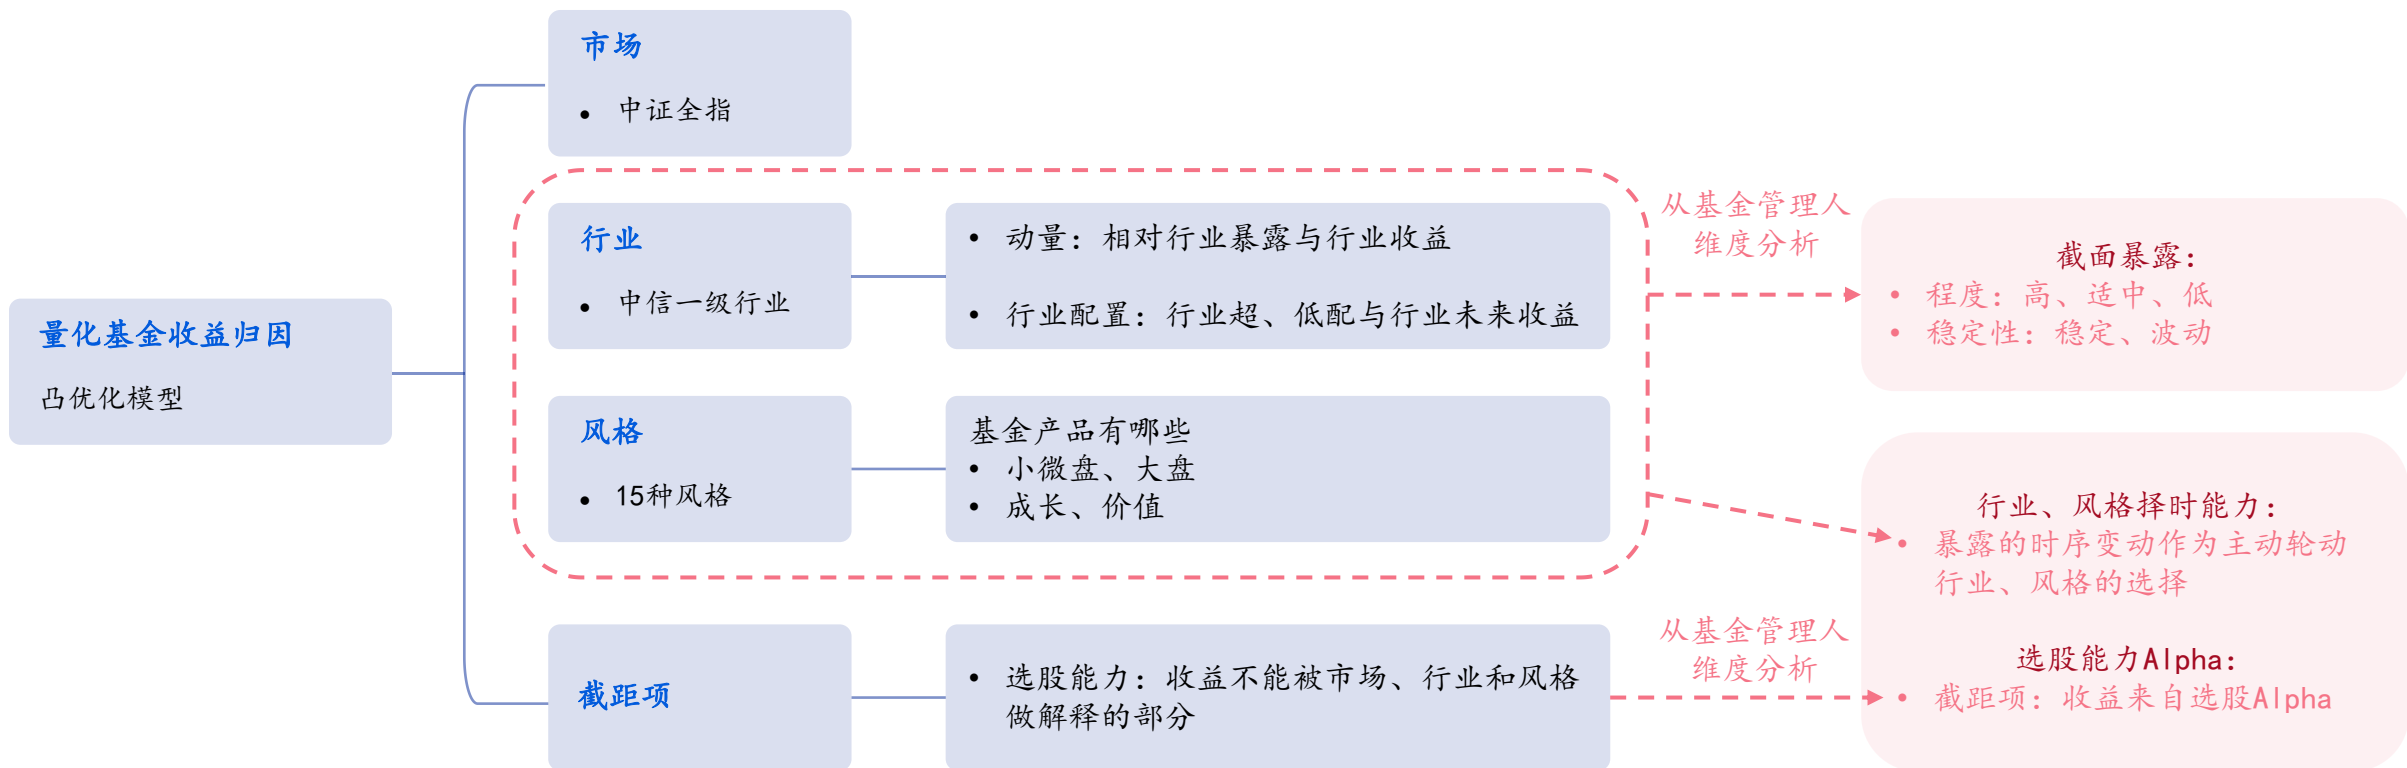 量化基金收益归因
凸优化模型
市场
• 中证全指
行业
• 中信一级行业
• 动量：相对行业暴露与行业收益
• 行业配置：行业超、低配与行业未来收益
风格
• 15种风格
基金产品有哪些
• 小微盘、大盘
• 成长、价值
截距项
• 选股能力：收益不能被市场、行业和风格
做解释的部分
从基金管理人
维度分析
截面暴露：
• 程度：高、适中、低
• 稳定性：稳定、波动
从基金管理人
维度分析
行业、风格择时能力：
• 暴露的时序变动作为主动轮动
行业、风格的选择
选股能力Alpha：
• 截距项：收益来自选股Alpha